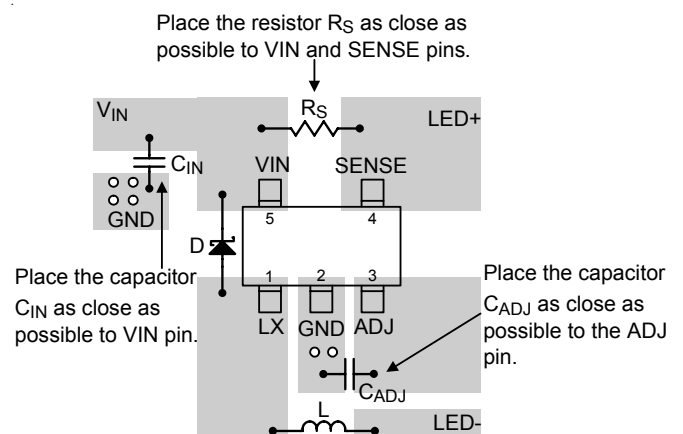 Place the resistor RS as close as
possible to VIN and SENSE pins.
VIN
RS
LED+
CIN
VIN
SENSE
GND
5
4
D
1
2
3
Place the capacitor
CIN as close as
possible to VIN pin.
LX
GND
ADJ
Place the capacitor
CADJ as close as
possible to the ADJ
pin.
CADJ
L
LED-